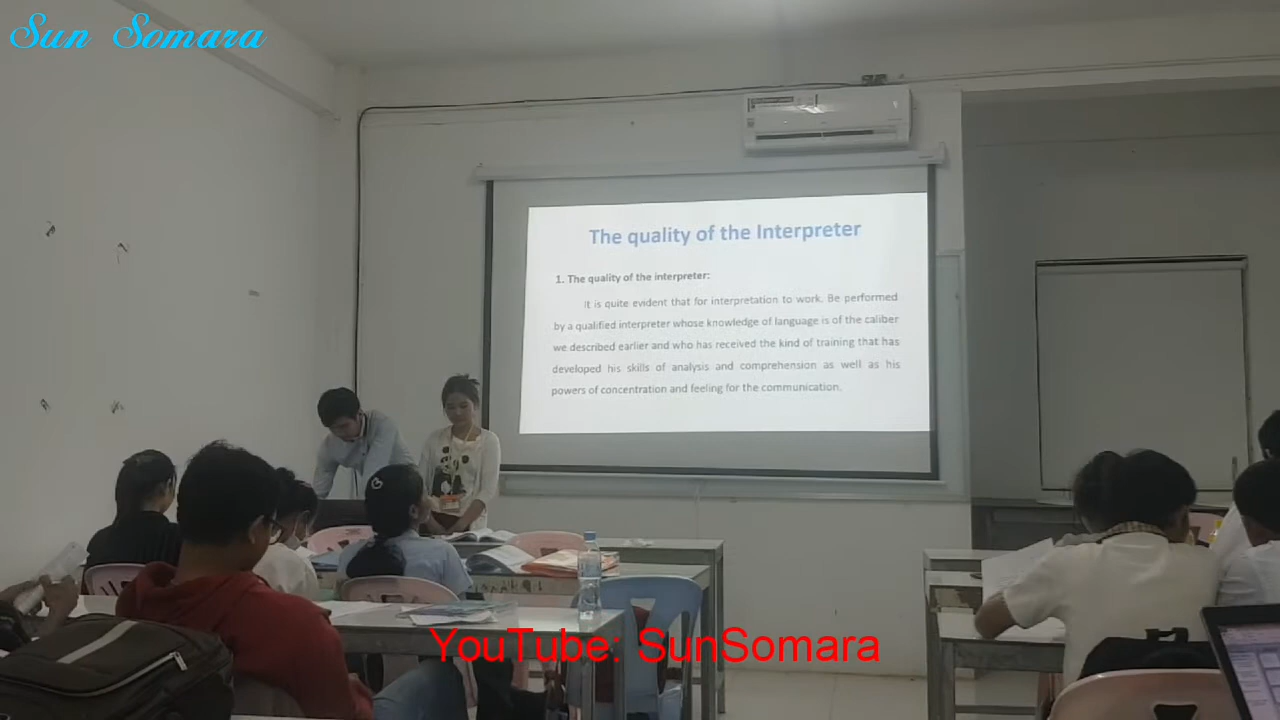 Sun Somara
The quality of the Interpreter
1. The quality of the interpreter:
It is quite evident that for interpretation to work. Be performed
by a qualified interpreter whose knowledge of language is of the caliber
we described earlier and who has received the kind of training that has
developed his skills of analysis and comprehension as well as his
powers of concentration and feeling for the communication.
YouTube: SunSomara